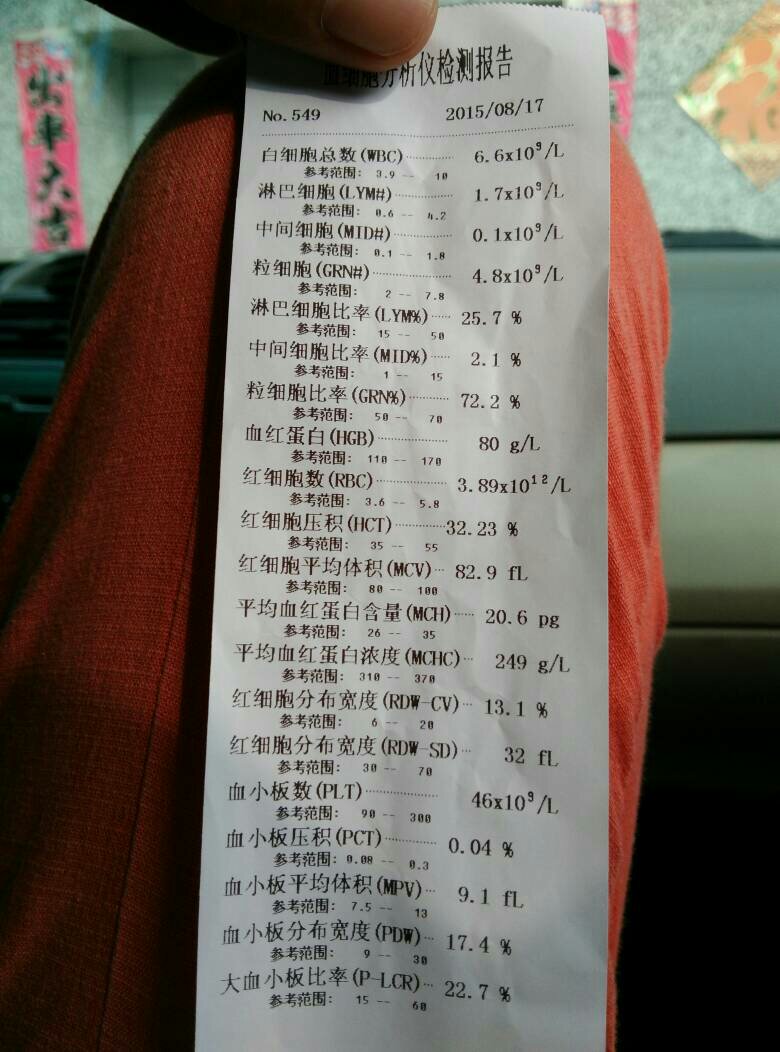 出车大吉
血细胞分析仪检测报告
No.549 2015/08/17
白细胞总数(WBC) 6.6x10⁹/L
参考范围: 3.9 -- 10
淋巴细胞(LYM#) 1.7x10⁹/L
参考范围: 0.6 -- 4.2
中间细胞(MID#) 0.1x10⁹/L
参考范围: 0.1 -- 1.8
粒细胞(GRN#) 4.8x10⁹/L
参考范围: 2 -- 7.8
淋巴细胞比率(LYM%) 25.7 %
参考范围: 15 -- 50
中间细胞比率(MID%) 2.1 %
参考范围: 1 -- 15
粒细胞比率(GRN%) 72.2 %
参考范围: 50 -- 70
血红蛋白(HGB) 80 g/L
参考范围: 110 -- 170
红细胞数(RBC) 3.89x10¹²/L
参考范围: 3.6 -- 5.8
红细胞压积(HCT) 32.23 %
参考范围: 35 -- 55
红细胞平均体积(MCV) 82.9 fL
参考范围: 80 -- 100
平均血红蛋白含量(MCH) 20.6 pg
参考范围: 26 -- 35
平均血红蛋白浓度(MCHC) 249 g/L
参考范围: 310 -- 370
红细胞分布宽度(RDW-CV) 13.1 %
参考范围: 6 -- 20
红细胞分布宽度(RDW-SD) 32 fL
参考范围: 30 -- 70
血小板数(PLT) 46x10⁹/L
参考范围: 90 -- 300
血小板压积(PCT) 0.04 %
参考范围: 0.08 -- 0.3
血小板平均体积(MPV) 9.1 fL
参考范围: 7.5 -- 13
血小板分布宽度(PDW) 17.4 %
参考范围: 9 -- 30
大血小板比率(P-LCR) 22.7 %
参考范围: 15 -- 60